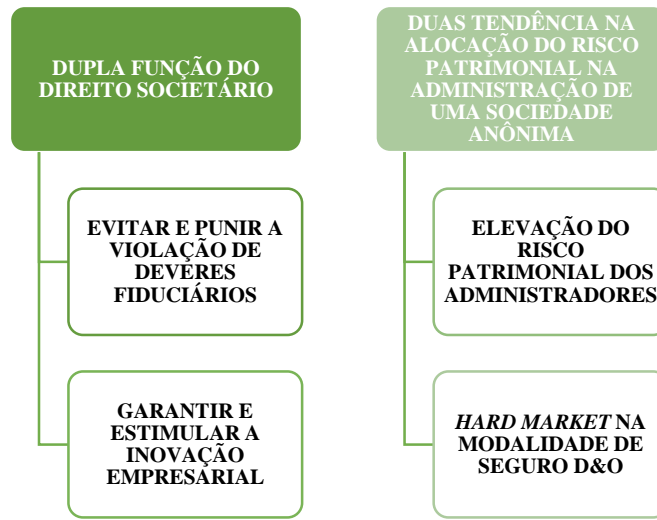 DUPLA FUNÇÃO DO
DIREITO SOCIETÁRIO
EVITAR E PUNIR A
VIOLAÇÃO DE
DEVERES
FIDUCIÁRIOS
GARANTIR E
ESTIMULAR A
INOVAÇÃO
EMPRESARIAL
DUAS TENDÊNCIA NA
ALOCAÇÃO DO RISCO
PATRIMONIAL NA
ADMINISTRAÇÃO DE
UMA SOCIEDADE
ANÔNIMA
ELEVAÇÃO DO
RISCO
PATRIMONIAL DOS
ADMINISTRADORES
HARD MARKET NA
MODALIDADE DE
SEGURO D&O